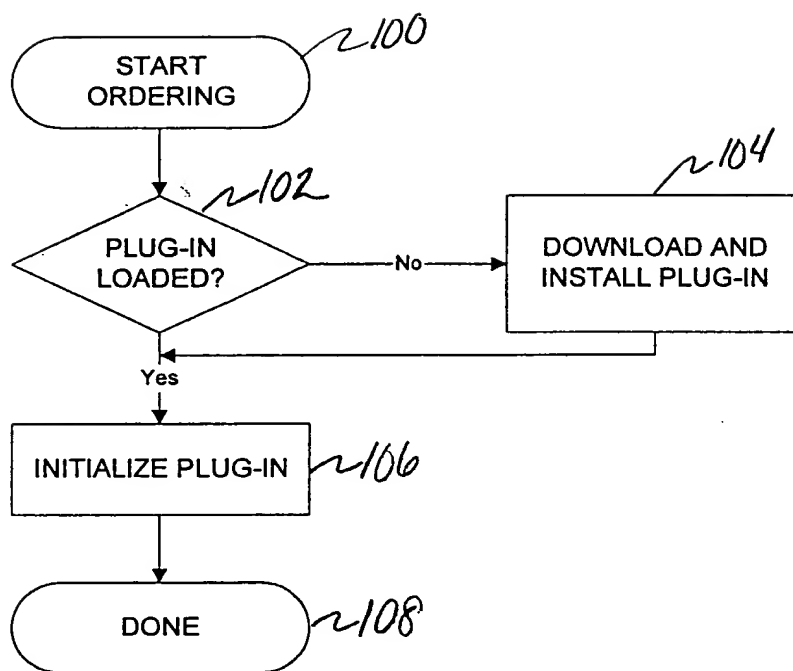 START
ORDERING
100
PLUG-IN
LOADED?
102
No
DOWNLOAD AND
INSTALL PLUG-IN
104
Yes
INITIALIZE PLUG-IN
106
DONE
108